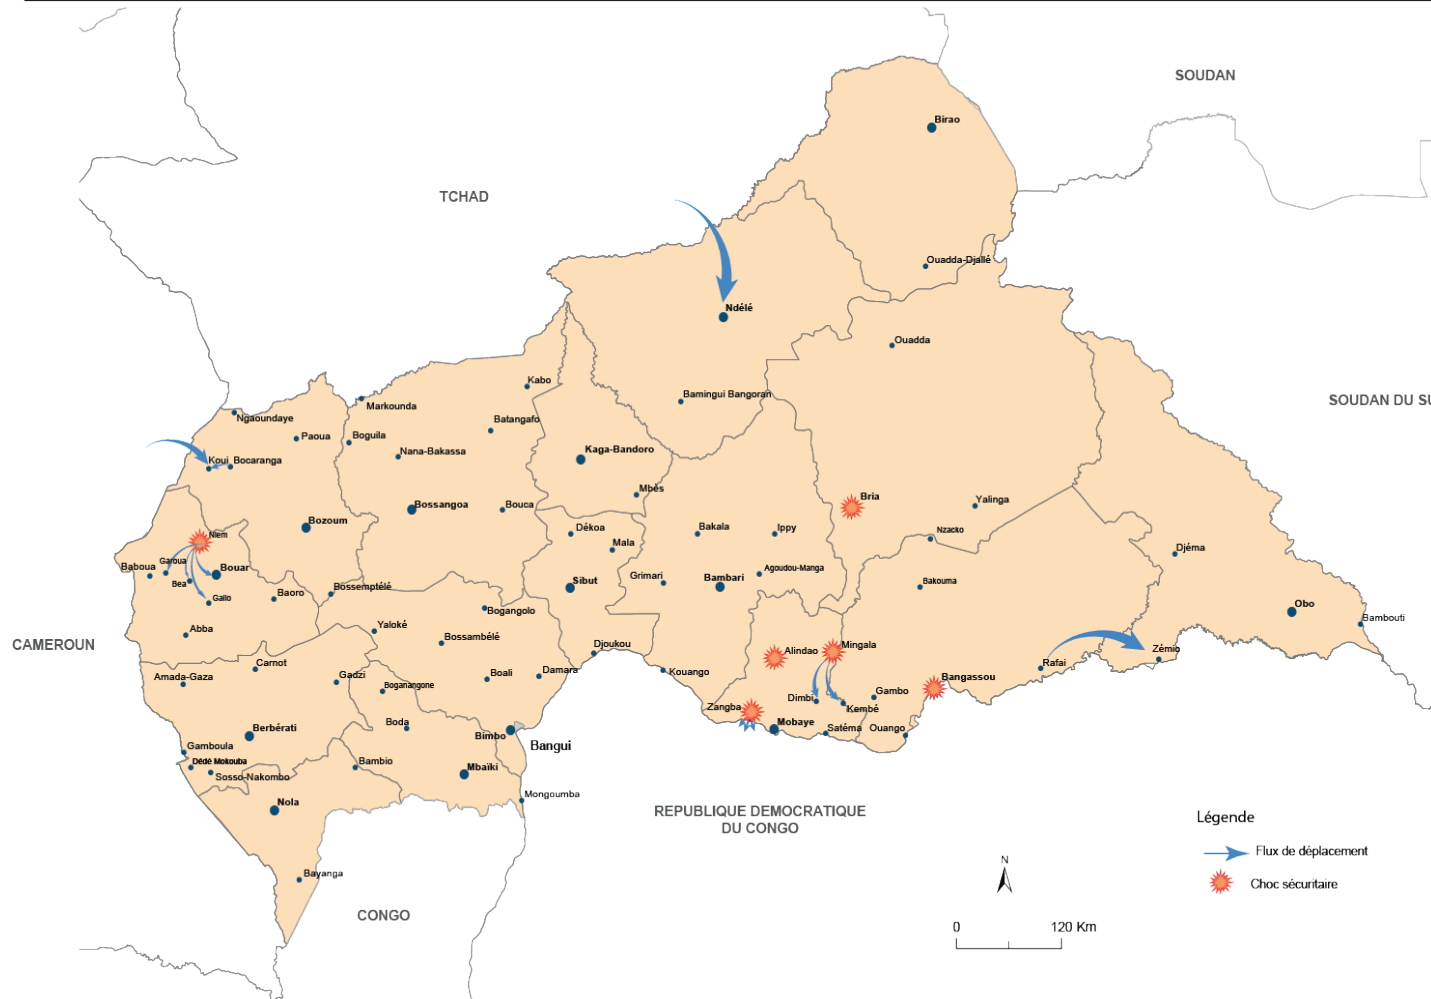 SOUDAN
Birao
TCHAD
Ouadda-Djallé
Ndélé
Ouadda
Kabo
Bamingui Bangoran
SOUDAN DU SU
Markounda
Ngaoundaye
Batangafo
Paoua
Boguila
Nana-Bakassa
Kaga-Bandoro
Koui
Bocaranga
Mbés
Bria
Yalinga
Bossangoa
Bouca
Bozoum
Dékoa
Bakala
Ippy
Nzacko
Niem
Mala
Djéma
Garoua
Baboua
Bouar
Bea
Grimari
Bambari
Agoudou-Manga
Sibut
Bakouma
Bossemptélé
Baoro
Gallo
Bogangolo
Obo
Bambouti
Abba
Yaloké
Bossambélé
CAMEROUN
Djoukou
Alindao
Mingala
Zémio
Carnot
Rafai
Amada-Gaza
Gadzi
Boganangone
Boali
Damara
Kouango
Bangassou
Dimbi
Gambo
Kembé
Zangba
Boda
Berbérati
Mobaye
Satéma
Ouango
Bimbo
Bangui
Gamboula
Dédé Mokouba
Bambio
Mbaïki
Sosso-Nakombo
Nola
Mongoumba
REPUBLIQUE DEMOCRATIQUE
DU CONGO
Légende
Flux de déplacement
N
Bayanga
Choc sécuritaire
CONGO
0 120 Km